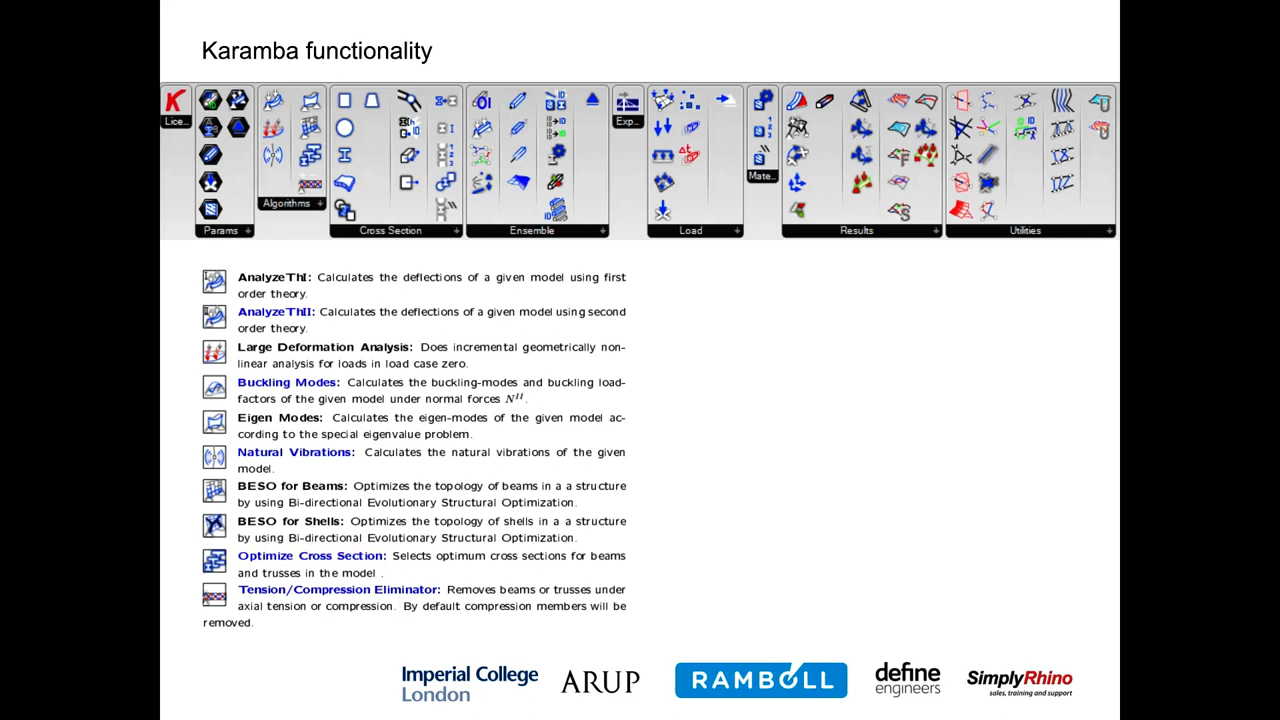 Karamba functionality
Lice...
Params
Algorithms
Cross Section
Ensemble
Exp...
Load
Mate...
Results
Utilities
AnalyzeThI: Calculates the deflections of a given model using first
order theory.
AnalyzeThII: Calculates the deflections of a given model using second
order theory.
Large Deformation Analysis: Does incremental geometrically non-
linear analysis for loads in load case zero.
Buckling Modes: Calculates the buckling-modes and buckling load-
factors of the given model under normal forces N^II.
Eigen Modes: Calculates the eigen-modes of the given model ac-
cording to the special eigenvalue problem.
Natural Vibrations: Calculates the natural vibrations of the given
model.
BESO for Beams: Optimizes the topology of beams in a a structure
by using Bi-directional Evolutionary Structural Optimization.
BESO for Shells: Optimizes the topology of shells in a a structure
by using Bi-directional Evolutionary Structural Optimization.
Optimize Cross Section: Selects optimum cross sections for beams
and trusses in the model .
Tension/Compression Eliminator: Removes beams or trusses under
axial tension or compression. By default compression members will be
removed.
Imperial College
London
ARUP
RAMBOLL
define
engineers
SimplyRhino
sales, training and support